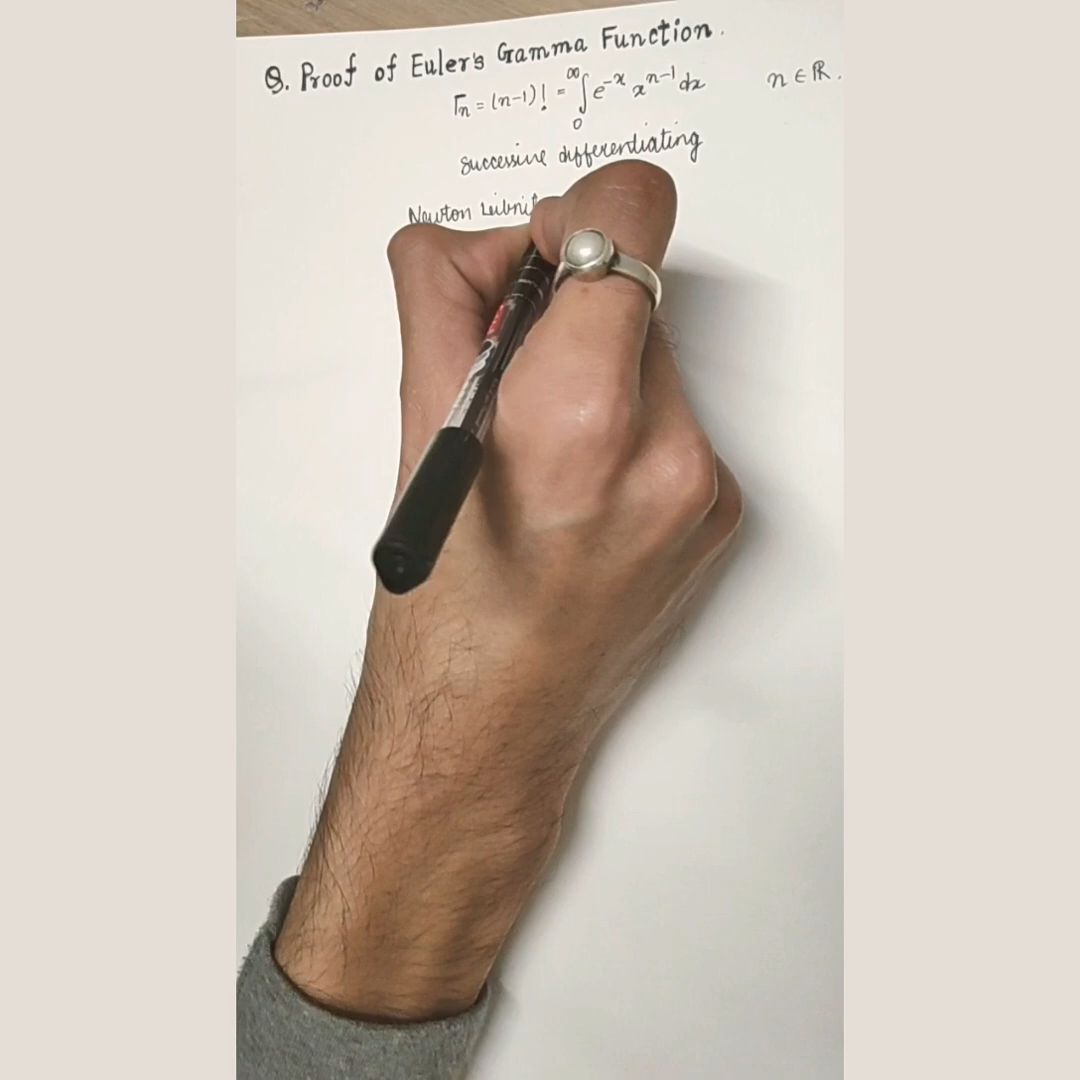 Q. Proof of Euler's Gamma Function.
Γn = (n-1)! = ∫₀^∞ e^-x x^n-1 dx n ∈ ℝ.
successive differentiating
Newton